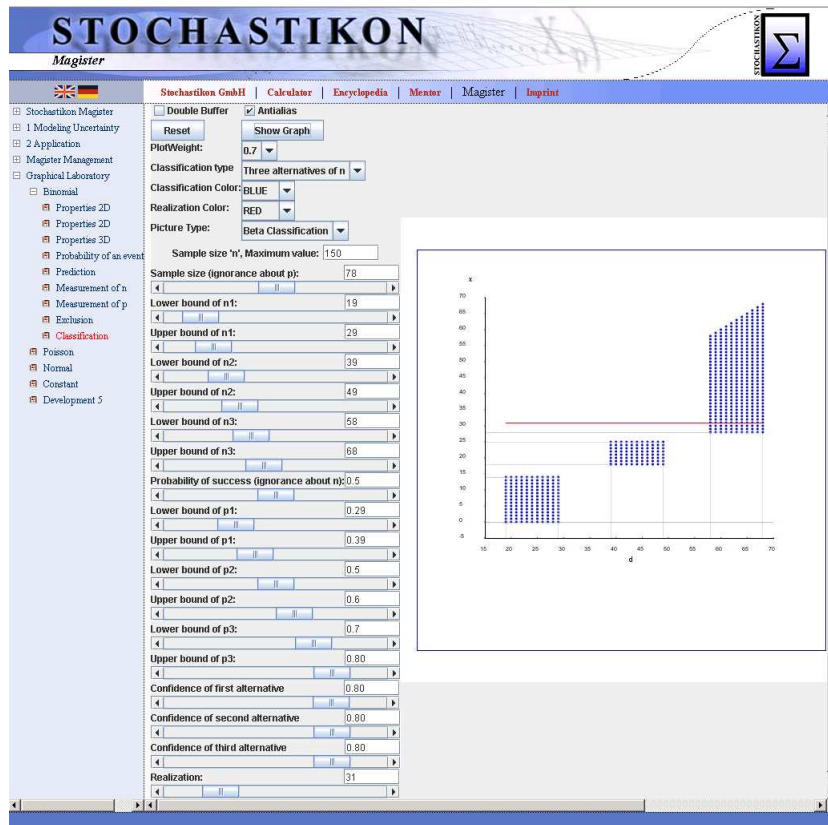 STOCHASTIKON
Magister
STOCHASTIKON
Σ
Stochastikon GmbH | Calculator | Encyclopedia | Mentor | Magister | Imprint
Stochastikon Magister
1 Modeling Uncertainty
2 Application
Magister Management
Graphical Laboratory
Binomial
Properties 2D
Properties 2D
Properties 3D
Probability of an event
Prediction
Measurement of n
Measurement of p
Exclusion
Classification
Poisson
Normal
Constant
Development 5
Double Buffer Antialias
Reset Show Graph
PlotWeight: 0.7
Classification type Three alternatives of n
Classification Color: BLUE
Realization Color: RED
Picture Type: Beta Classification
Sample size 'n', Maximum value: 150
Sample size (ignorance about p): 78
Lower bound of n1: 19
Upper bound of n1: 29
Lower bound of n2: 39
Upper bound of n2: 49
Lower bound of n3: 58
Upper bound of n3: 68
Probability of success (ignorance about n): 0.5
Lower bound of p1: 0.29
Upper bound of p1: 0.39
Lower bound of p2: 0.5
Upper bound of p2: 0.6
Lower bound of p3: 0.7
Upper bound of p3: 0.80
Confidence of first alternative 0.80
Confidence of second alternative 0.80
Confidence of third alternative 0.80
Realization: 31
x
70
65
60
55
50
45
40
35
30
25
20
15
10
5
0
-5
15 20 25 30 35 40 45 50 55 60 65 70
d